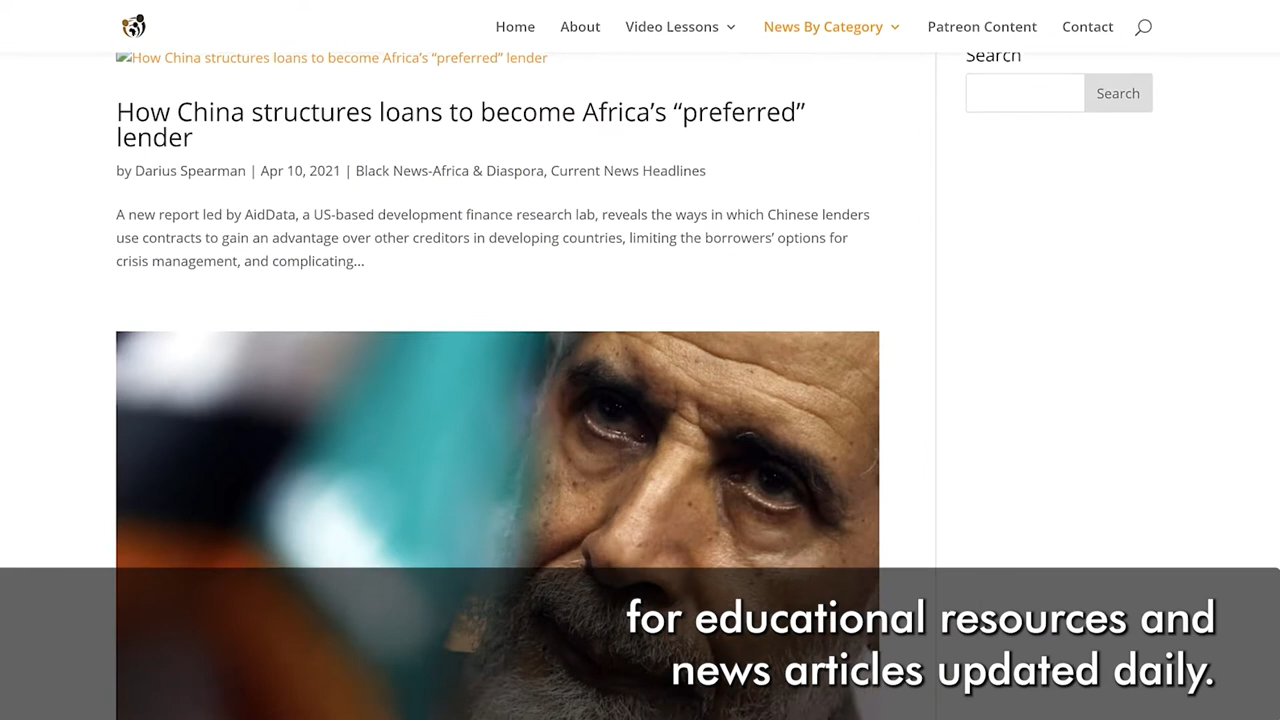 Home About Video Lessons News By Category Patreon Content Contact
How China structures loans to become Africa's “preferred” lender
Search
Search
How China structures loans to become Africa’s “preferred”
lender
by Darius Spearman | Apr 10, 2021 | Black News-Africa & Diaspora, Current News Headlines
A new report led by AidData, a US-based development finance research lab, reveals the ways in which Chinese lenders
use contracts to gain an advantage over other creditors in developing countries, limiting the borrowers’ options for
crisis management, and complicating...
for educational resources and
news articles updated daily.